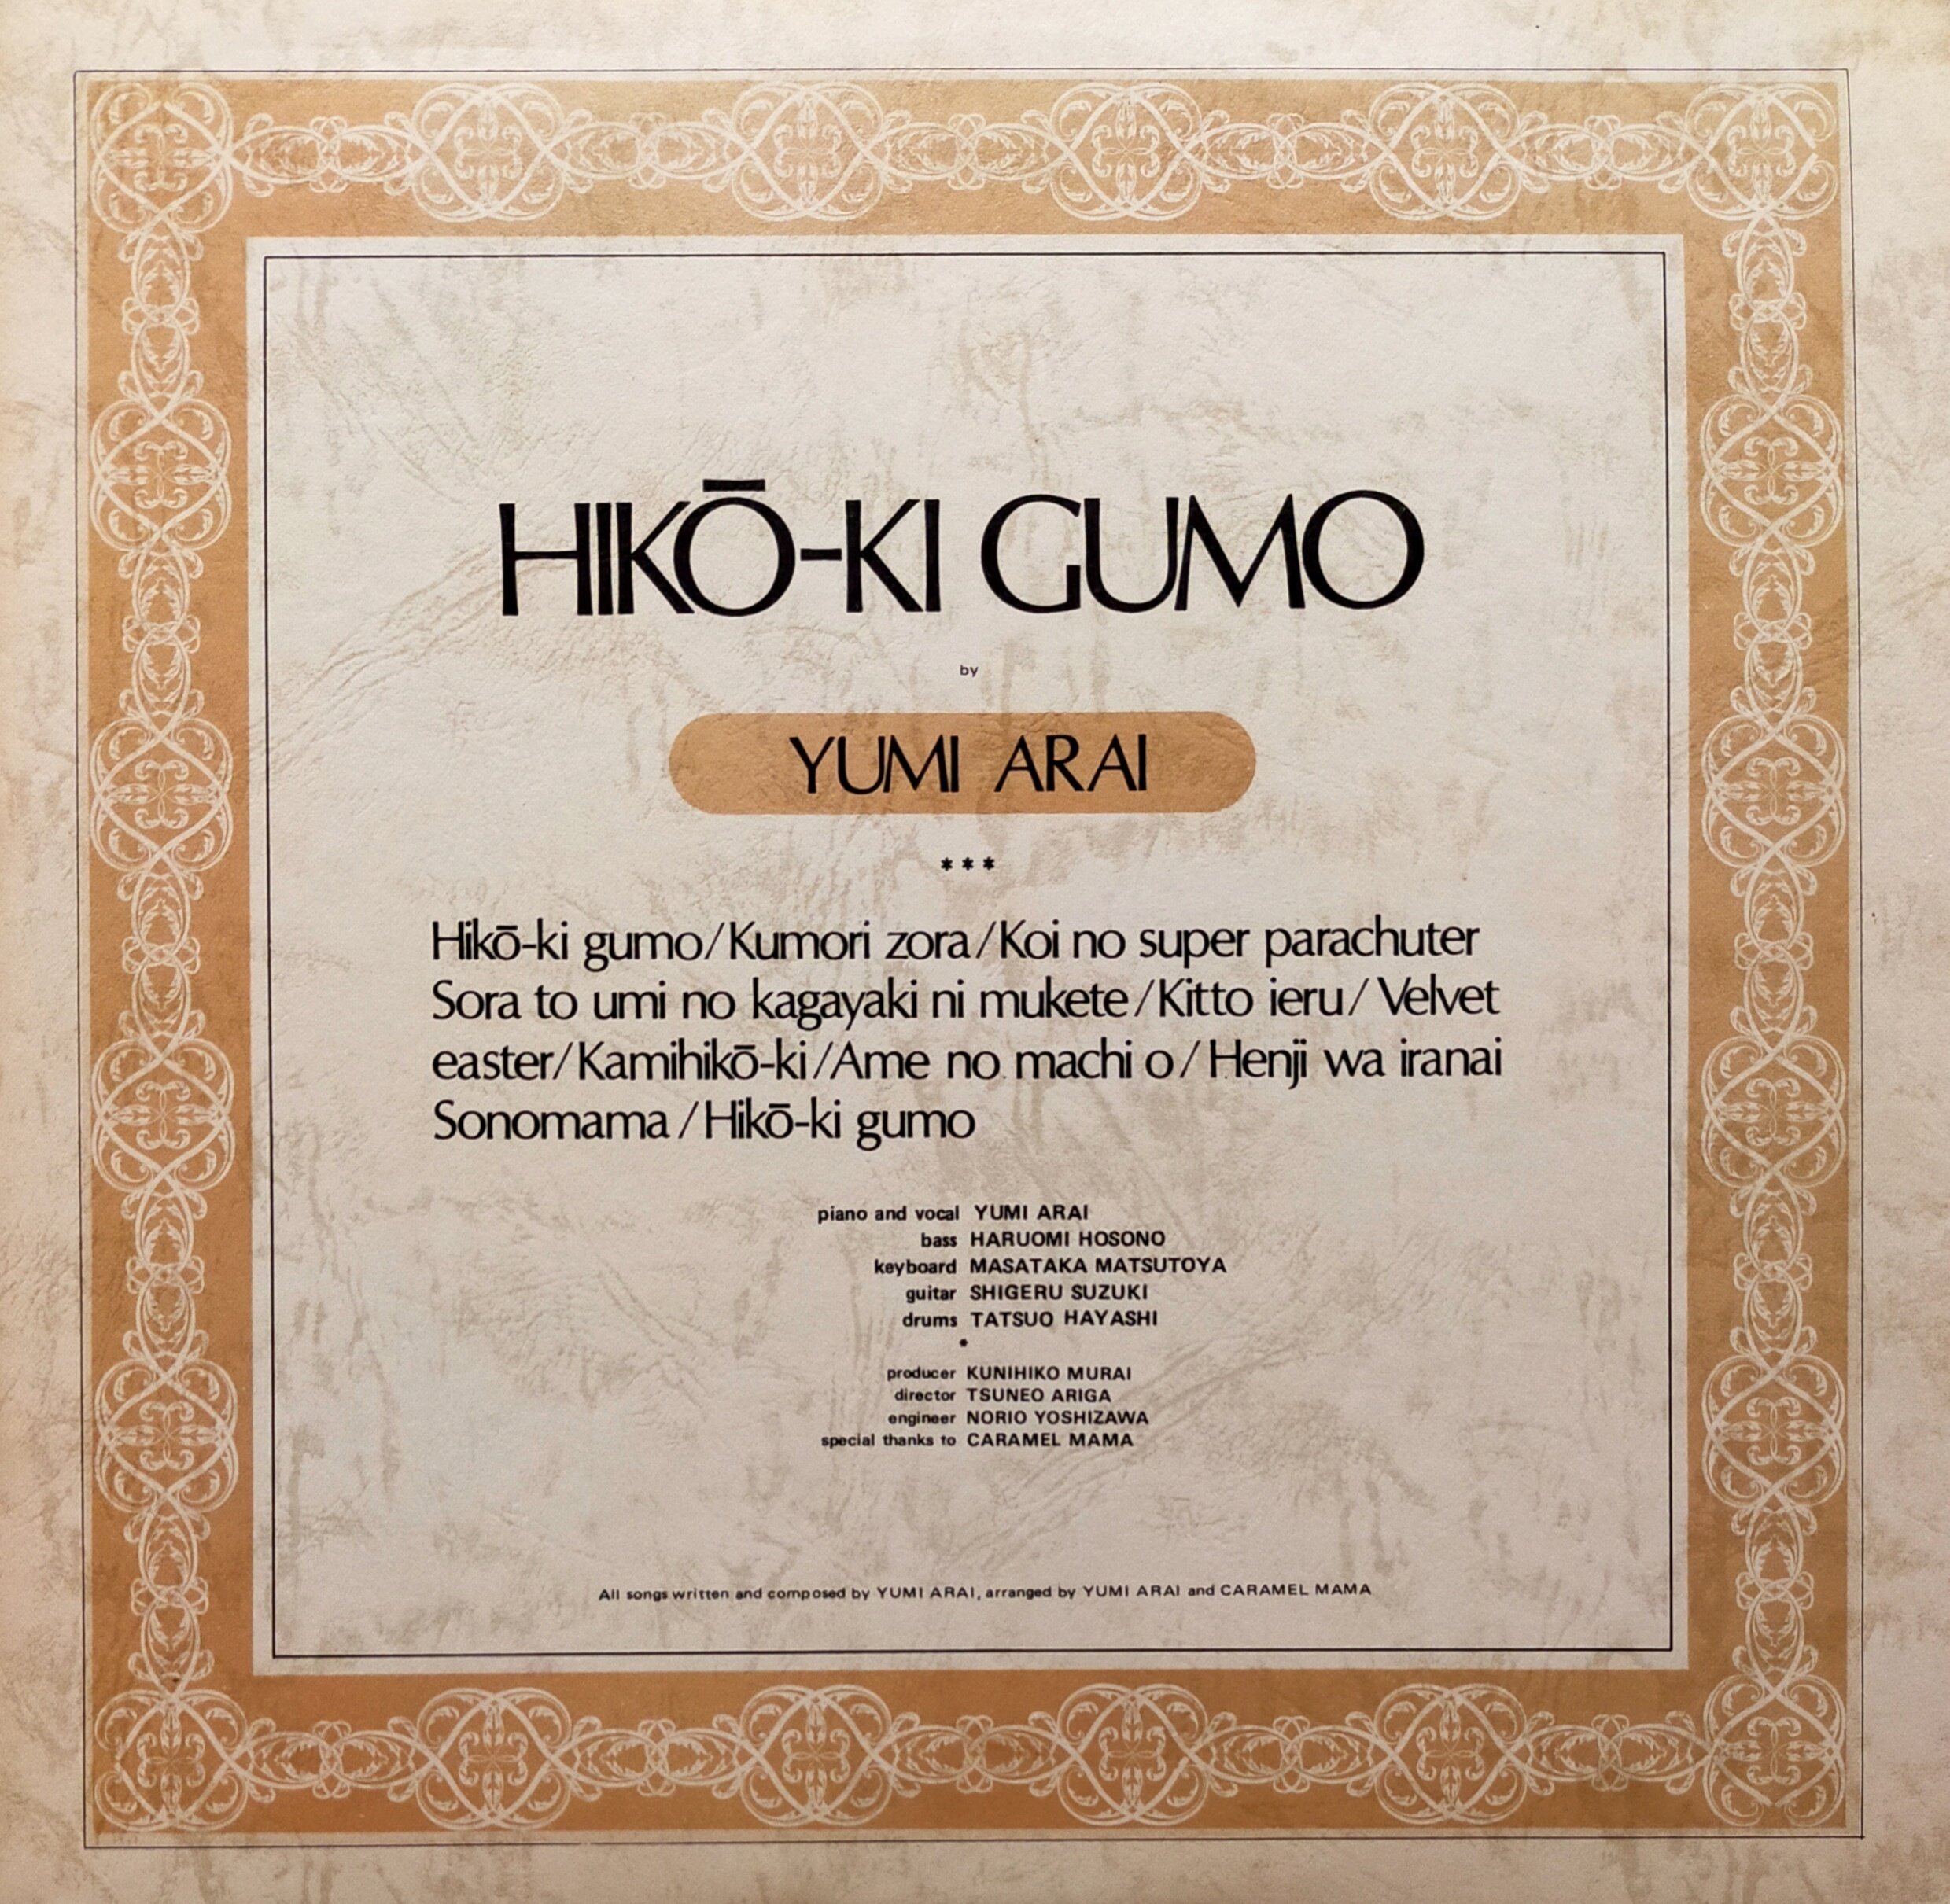 HIKŌ-KI GUMO
by
YUMI ARAI
***
Hikō-ki gumo/Kumori zora/Koi no super parachuter
Sora to umi no kagayaki ni mukete/Kitto ieru/Velvet
easter/Kamihikō-ki/Ame no machi o/Henji wa iranai
Sonomama/Hikō-ki gumo
piano and vocal YUMI ARAI
bass HARUOMI HOSONO
keyboard MASATAKA MATSUTOYA
guitar SHIGERU SUZUKI
drums TATSUO HAYASHI
*
producer KUNIHIKO MURAI
director TSUNEO ARIGA
engineer NORIO YOSHIZAWA
special thanks to CARAMEL MAMA
All songs written and composed by YUMI ARAI, arranged by YUMI ARAI and CARAMEL MAMA